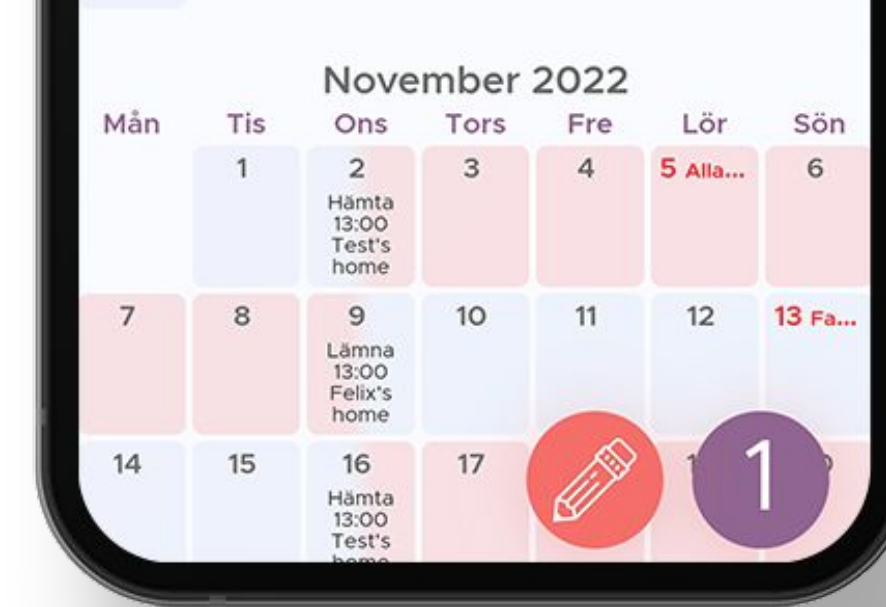 November 2022
Mån Tis Ons Tors Fre Lör Sön
1 2 3 4 5 Alla... 6
Hämta
13:00
Test's
home
7 8 9 10 11 12 13 Fa...
Lämna
13:00
Felix's
home
14 15 16 17
Hämta
13:00
Test's
1